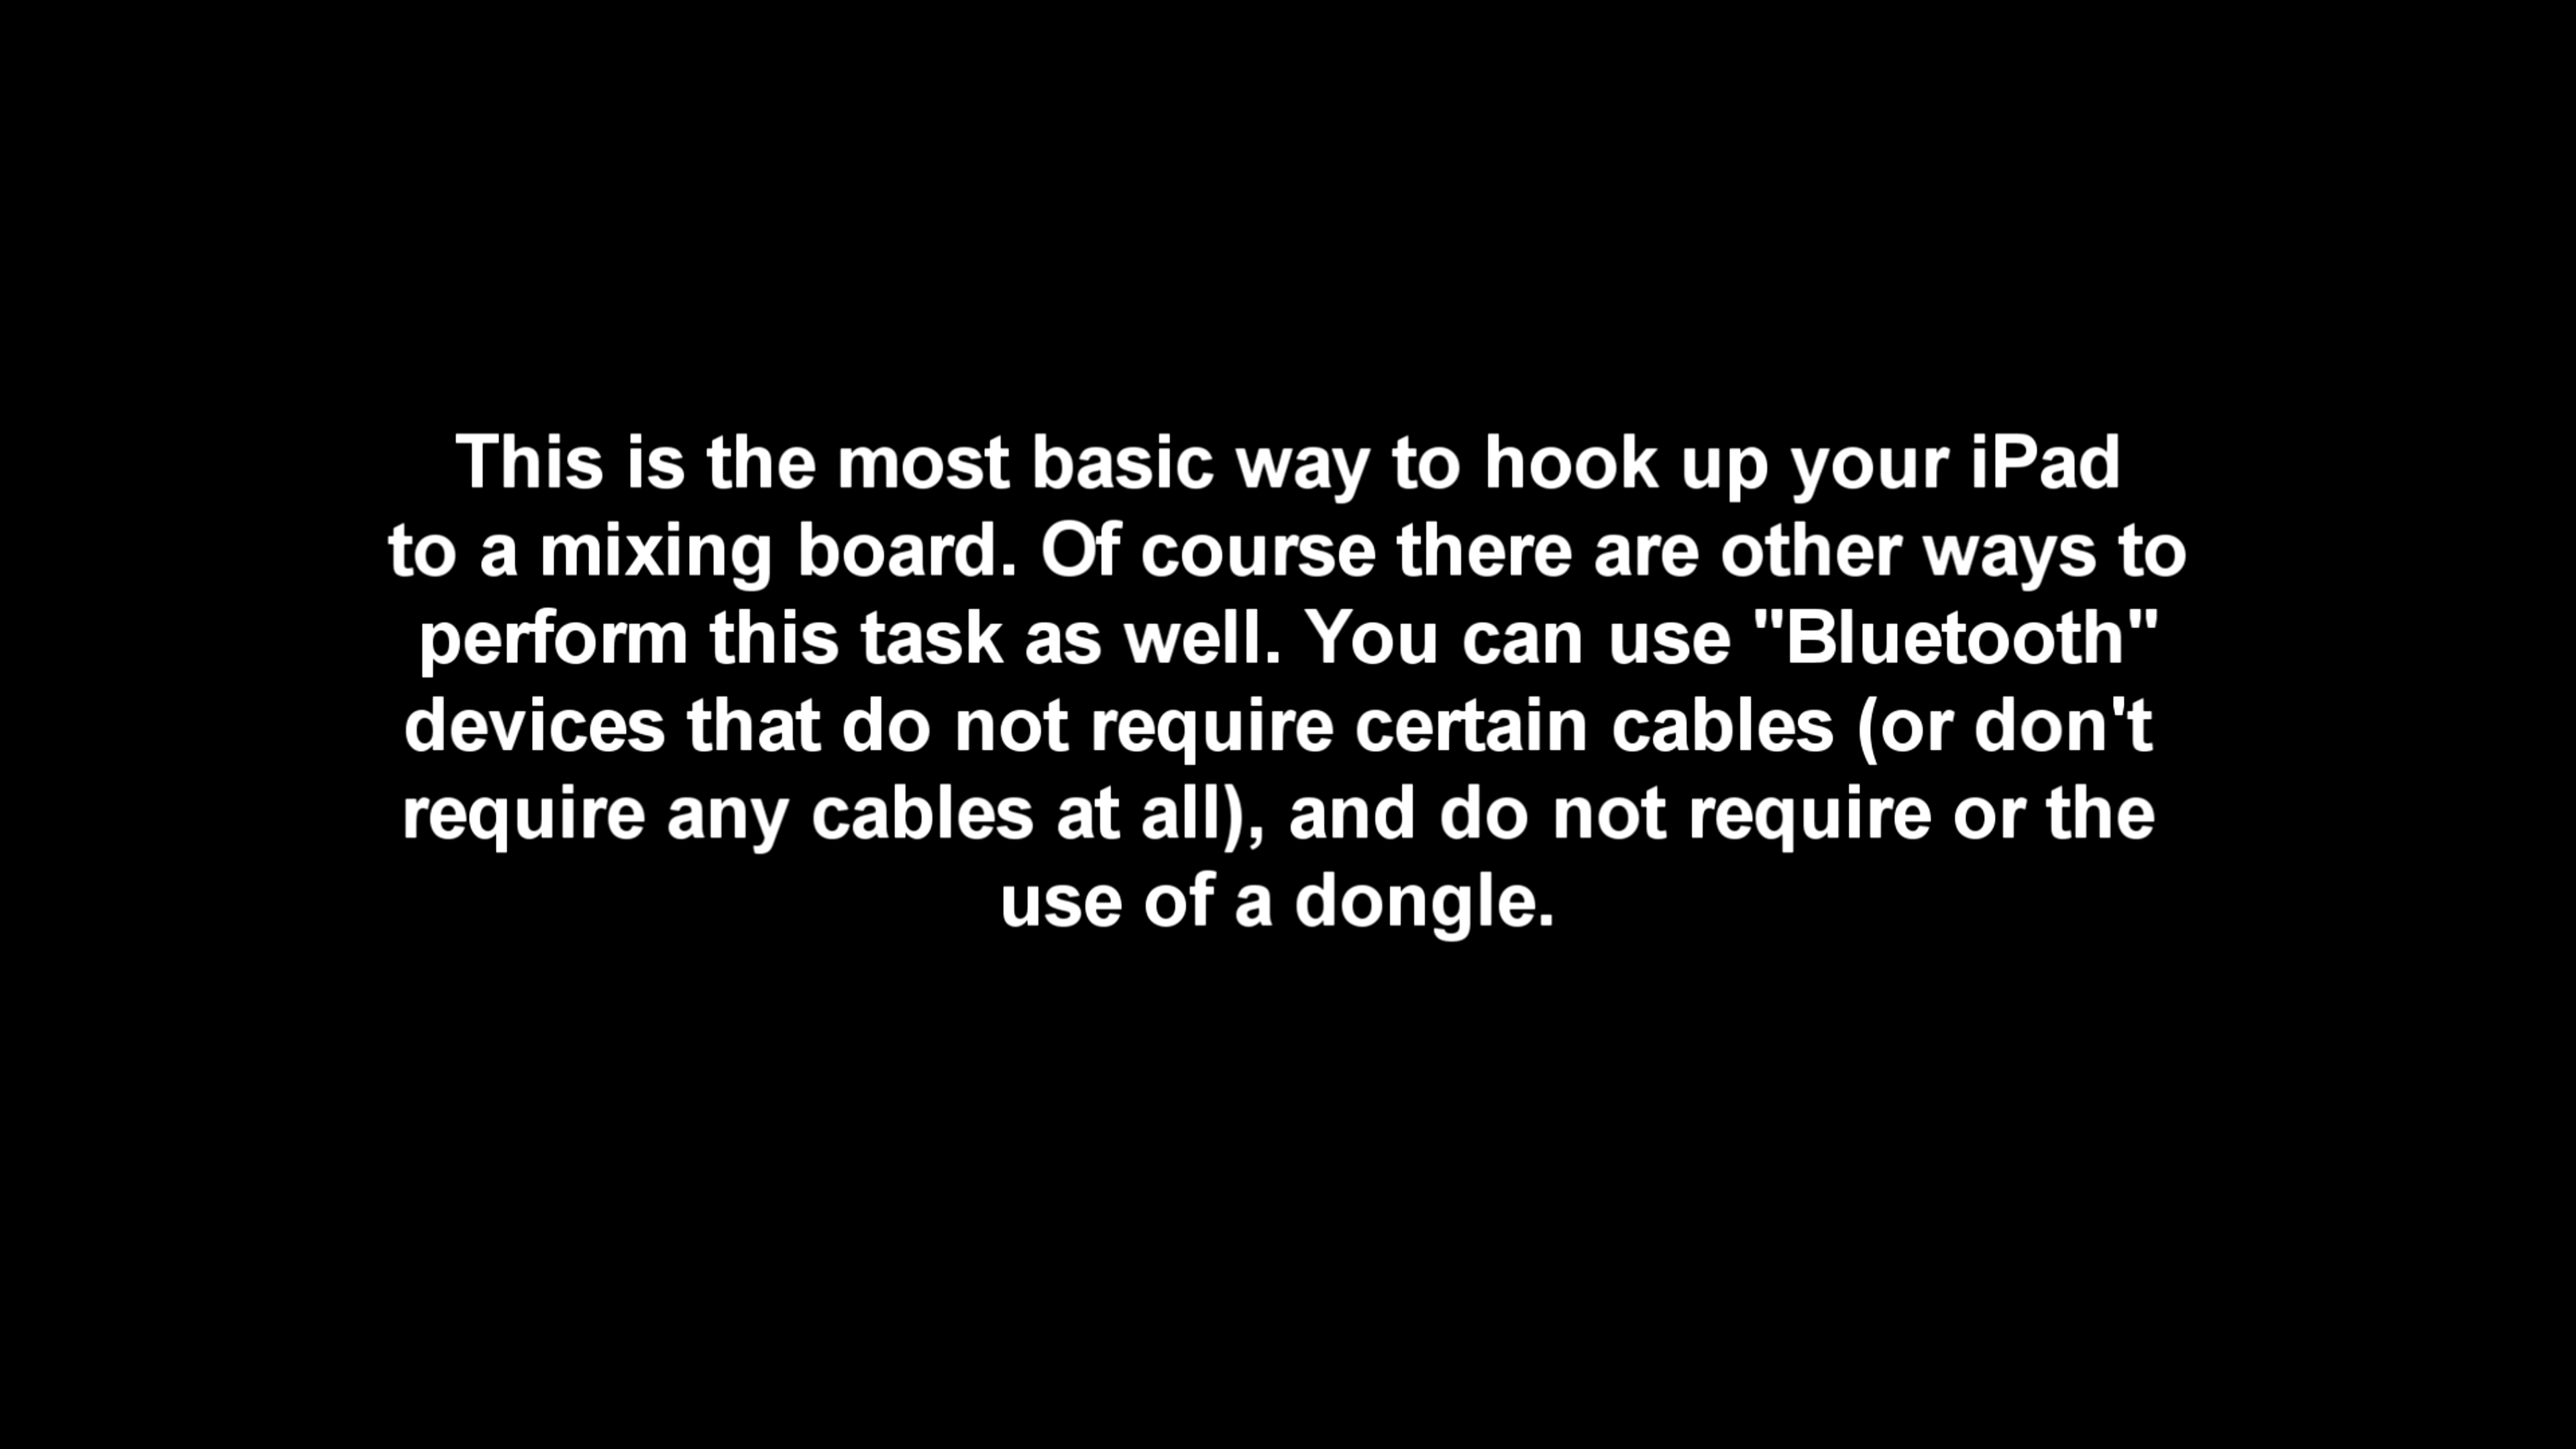 This is the most basic way to hook up your iPad
to a mixing board. Of course there are other ways to
perform this task as well. You can use "Bluetooth"
devices that do not require certain cables (or don't
require any cables at all), and do not require or the
use of a dongle.